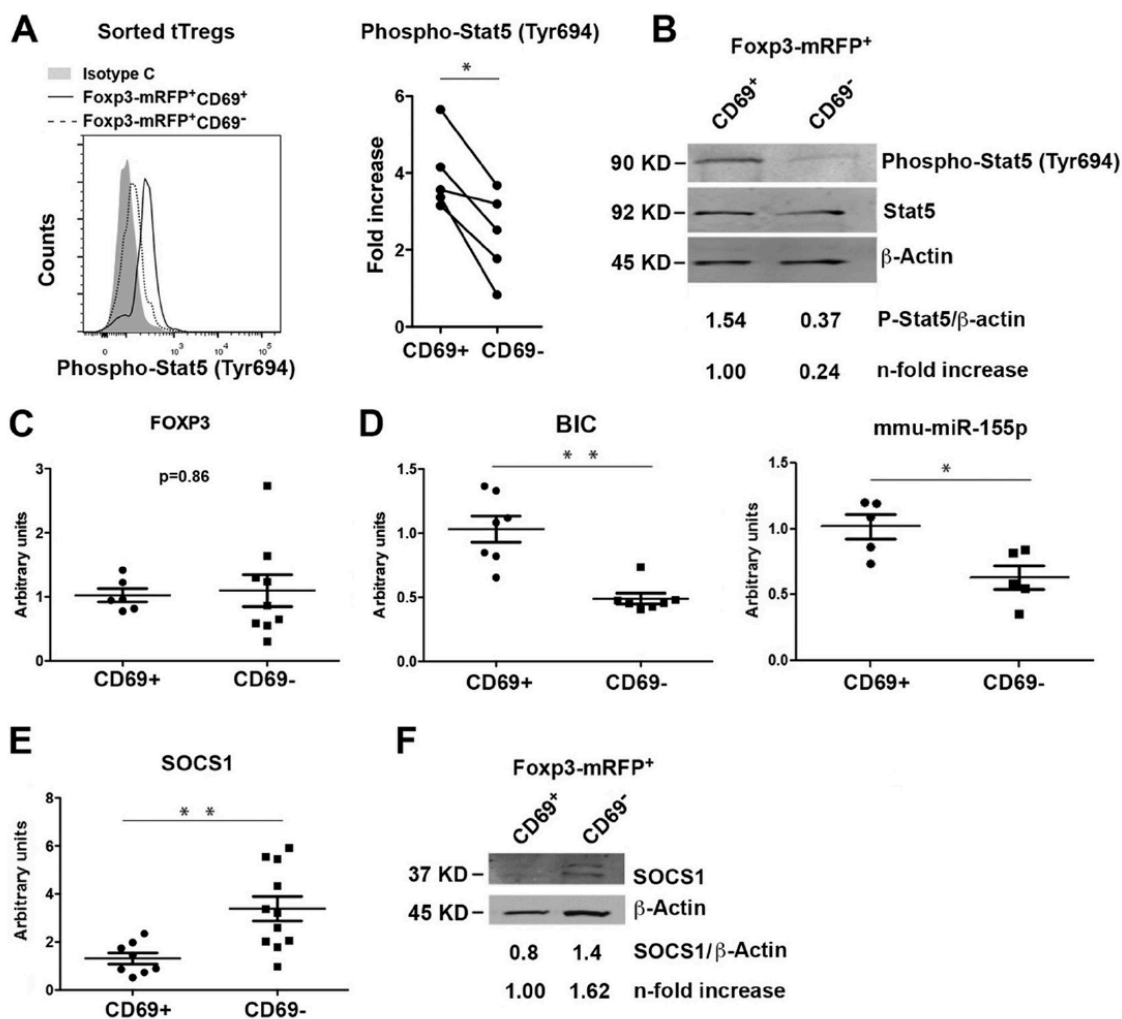 A
Sorted tTregs
Isotype C
Foxp3-mRFP⁺CD69⁺
Foxp3-mRFP⁺CD69⁻
Counts
0 10³ 10⁴ 10⁵
Phospho-Stat5 (Tyr694)
Phospho-Stat5 (Tyr694)
*
Fold increase
6
4
2
0
CD69+ CD69-
B
Foxp3-mRFP⁺
CD69⁺ CD69⁻
90 KD Phospho-Stat5 (Tyr694)
92 KD Stat5
45 KD β-Actin
1.54 0.37 P-Stat5/β-actin
1.00 0.24 n-fold increase
C
FOXP3
p=0.86
Arbitrary units
3
2
1
0
CD69+ CD69-
D
BIC
* *
Arbitrary units
1.5
1.0
0.5
0.0
CD69+ CD69-
mmu-miR-155p
*
Arbitrary units
1.5
1.0
0.5
0.0
CD69+ CD69-
E
SOCS1
* *
Arbitrary units
8
6
4
2
0
CD69+ CD69-
F
Foxp3-mRFP⁺
CD69⁺ CD69⁻
37 KD SOCS1
45 KD β-Actin
0.8 1.4 SOCS1/β-Actin
1.00 1.62 n-fold increase